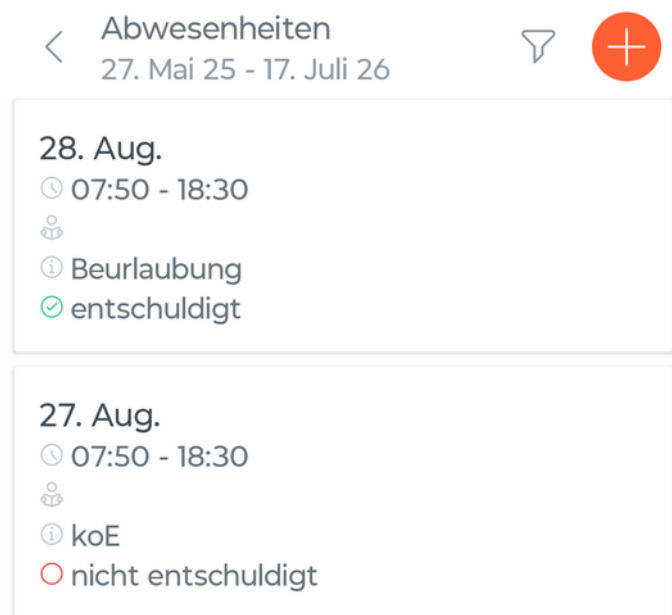 Abwesenheiten
27. Mai 25 - 17. Juli 26
28. Aug.
07:50 - 18:30
Beurlaubung
entschuldigt
27. Aug.
07:50 - 18:30
koE
nicht entschuldigt